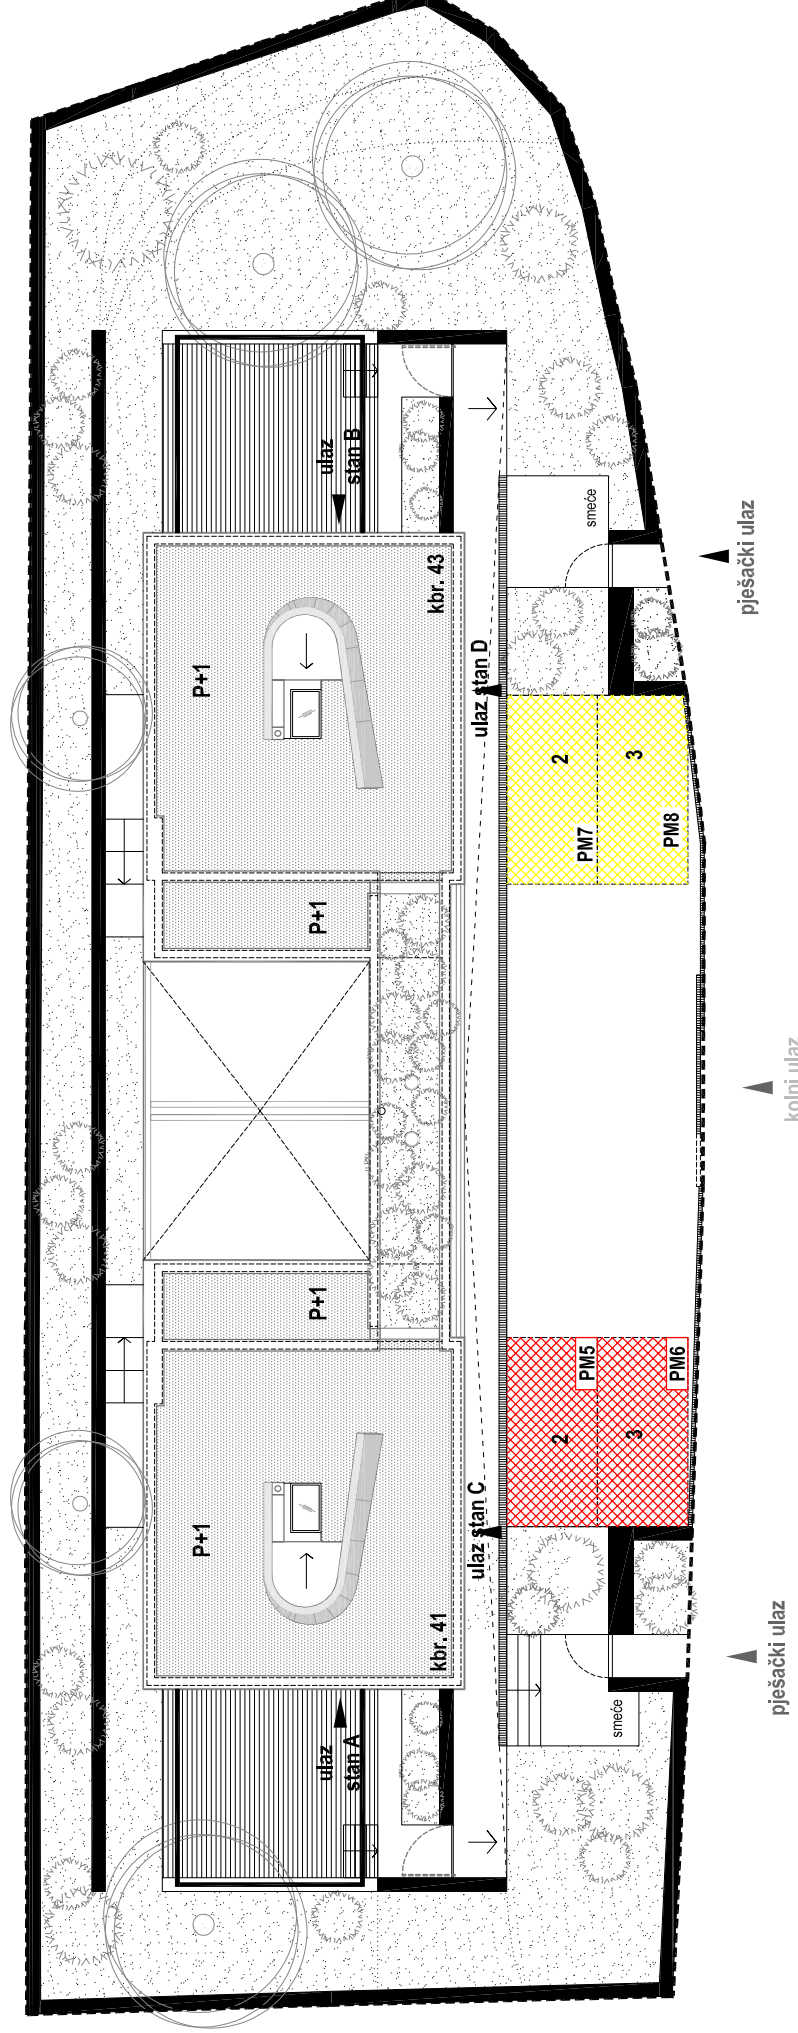 ulaz
stan B
smeće
pješački ulaz
kbr. 43
P+1
ulaz stan D
2
3
PM7
PM8
P+1
kolni ulaz
P+1
PM5
PM6
2
3
P+1
ulaz stan C
kbr. 41
pješački ulaz
smeće
ulaz
stan A